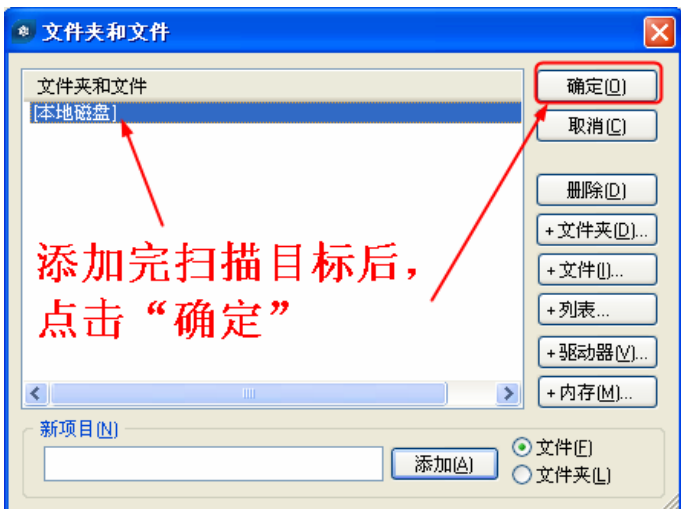 文件夹和文件
文件夹和文件
[本地磁盘]
确定(O)
取消(C)
删除(D)
+文件夹(D)...
+文件(I)...
+列表...
+驱动器(V)...
+内存(M)...
添加完扫描目标后，
点击“确定”
新项目(N)
添加(A)
文件(F)
文件夹(L)